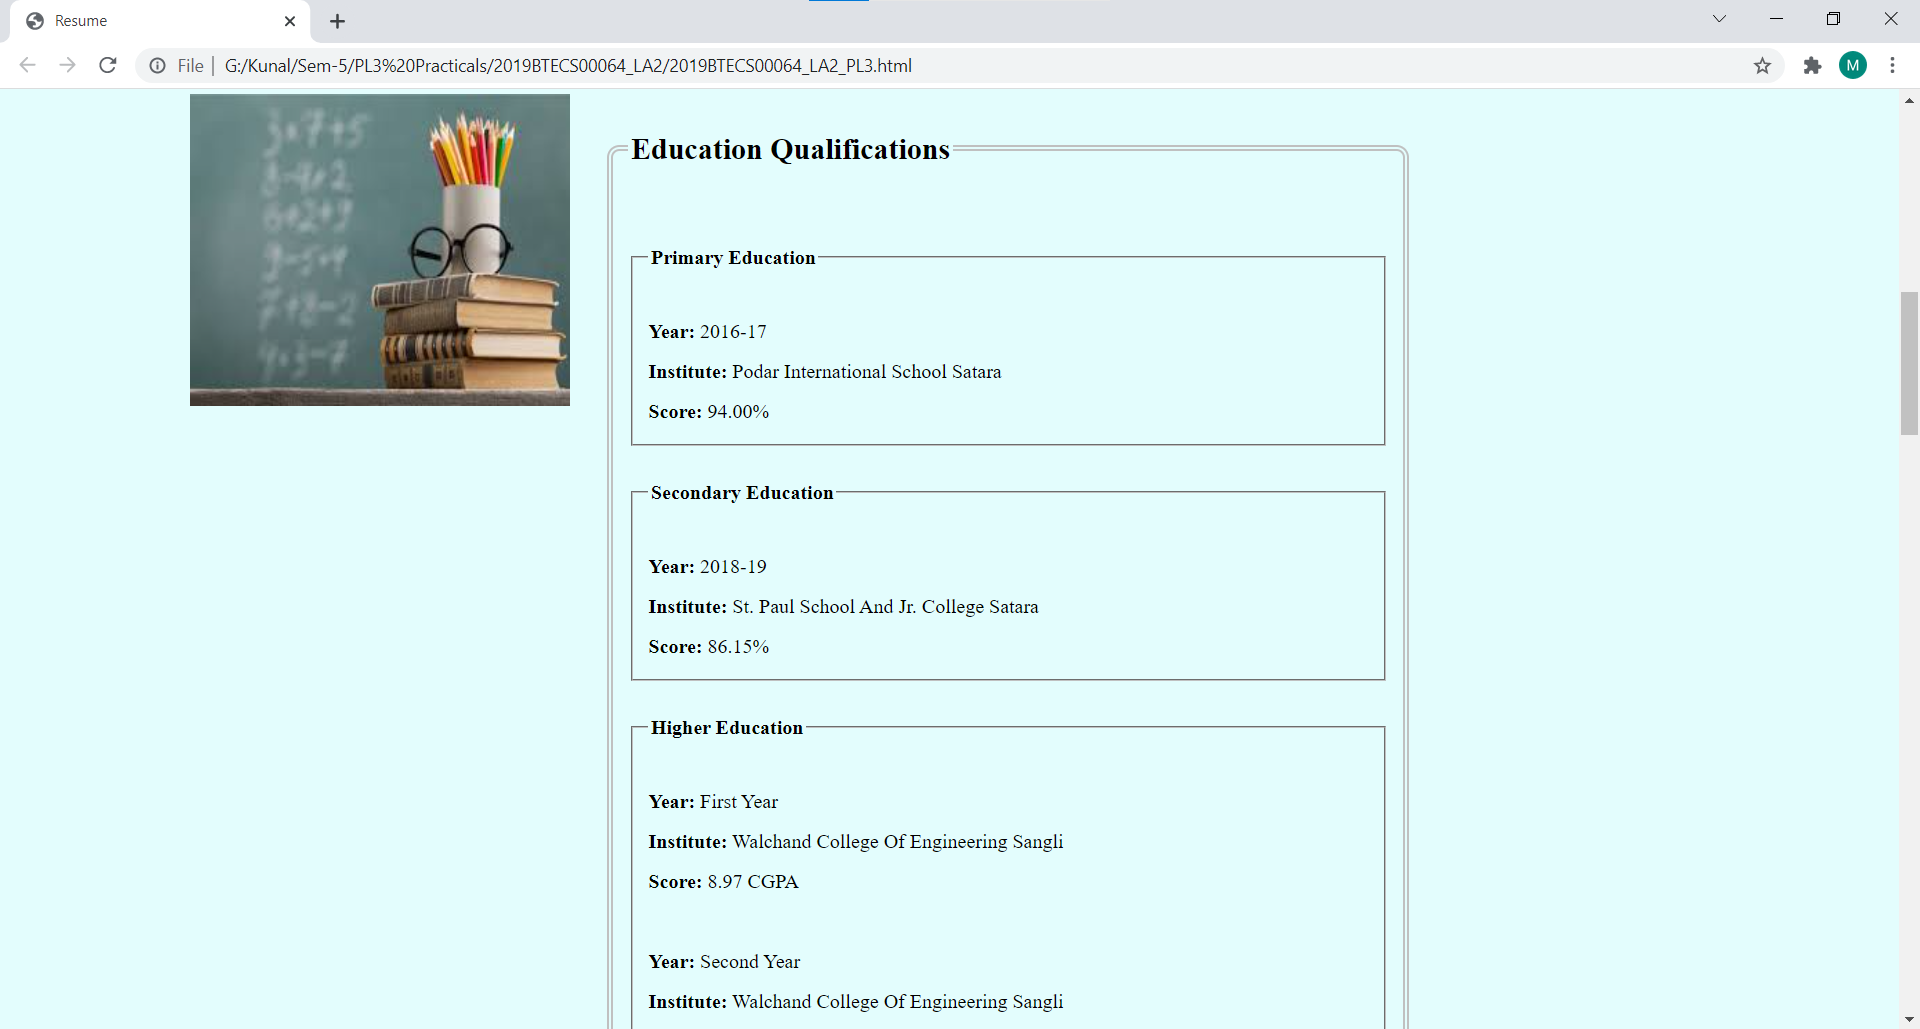 Resume
File
G:/Kunal/Sem-5/PL3%20Practicals/2019BTECS00064_LA2/2019BTECS00064_LA2_PL3.html
M
Education Qualifications
Primary Education
Year: 2016-17
Institute: Podar International School Satara
Score: 94.00%
Secondary Education
Year: 2018-19
Institute: St. Paul School And Jr. College Satara
Score: 86.15%
Higher Education
Year: First Year
Institute: Walchand College Of Engineering Sangli
Score: 8.97 CGPA
Year: Second Year
Institute: Walchand College Of Engineering Sangli